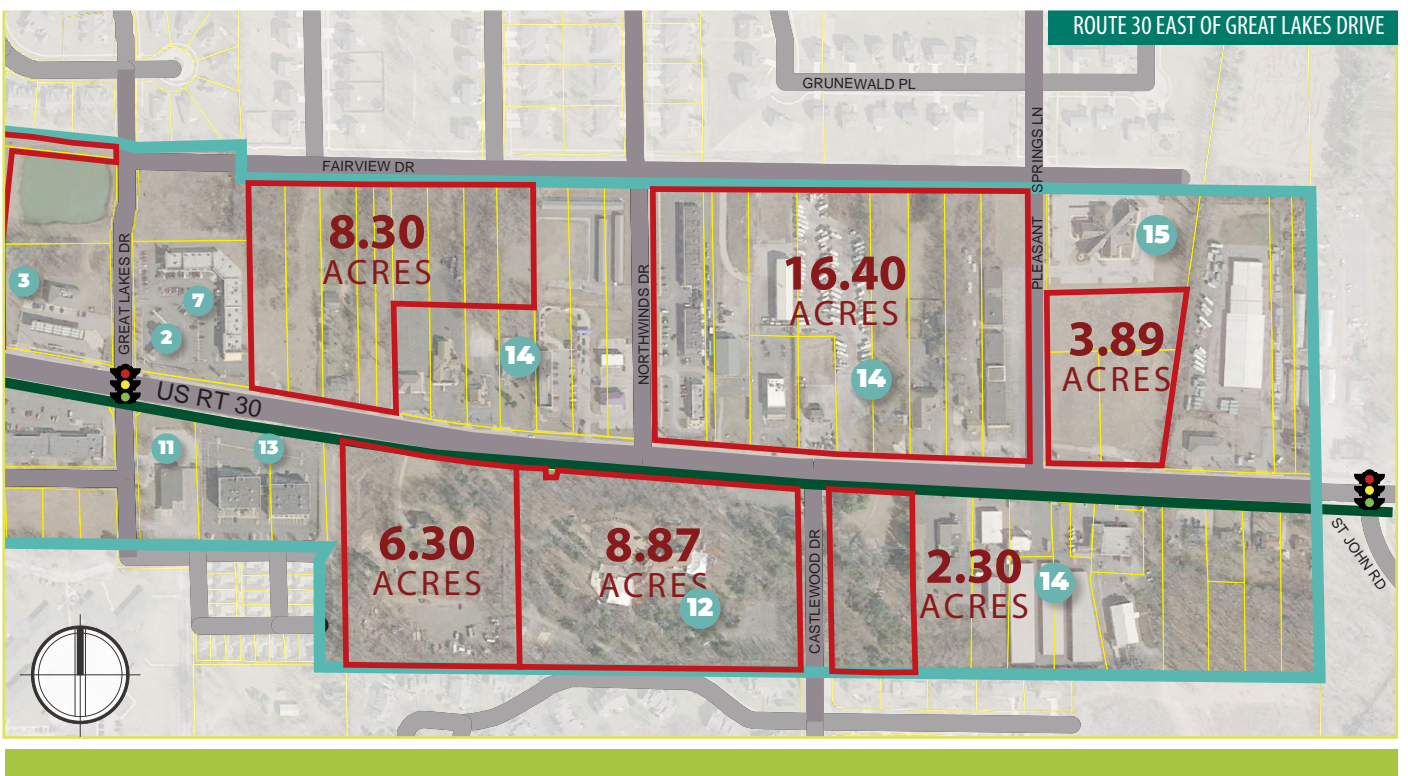 ROUTE 30 EAST OF GREAT LAKES DRIVE
GRUNEWALD PL
FAIRVIEW DR
PLEASANT SPRINGS LN
8.30
ACRES
GREAT LAKES DR
15
3
7
2
NORTHWINDS DR
16.40
ACRES
14
14
3.89
ACRES
US RT 30
11
13
6.30
ACRES
8.87
ACRES
12
CASTLEWOOD DR
2.30
ACRES
14
ST JOHN RD